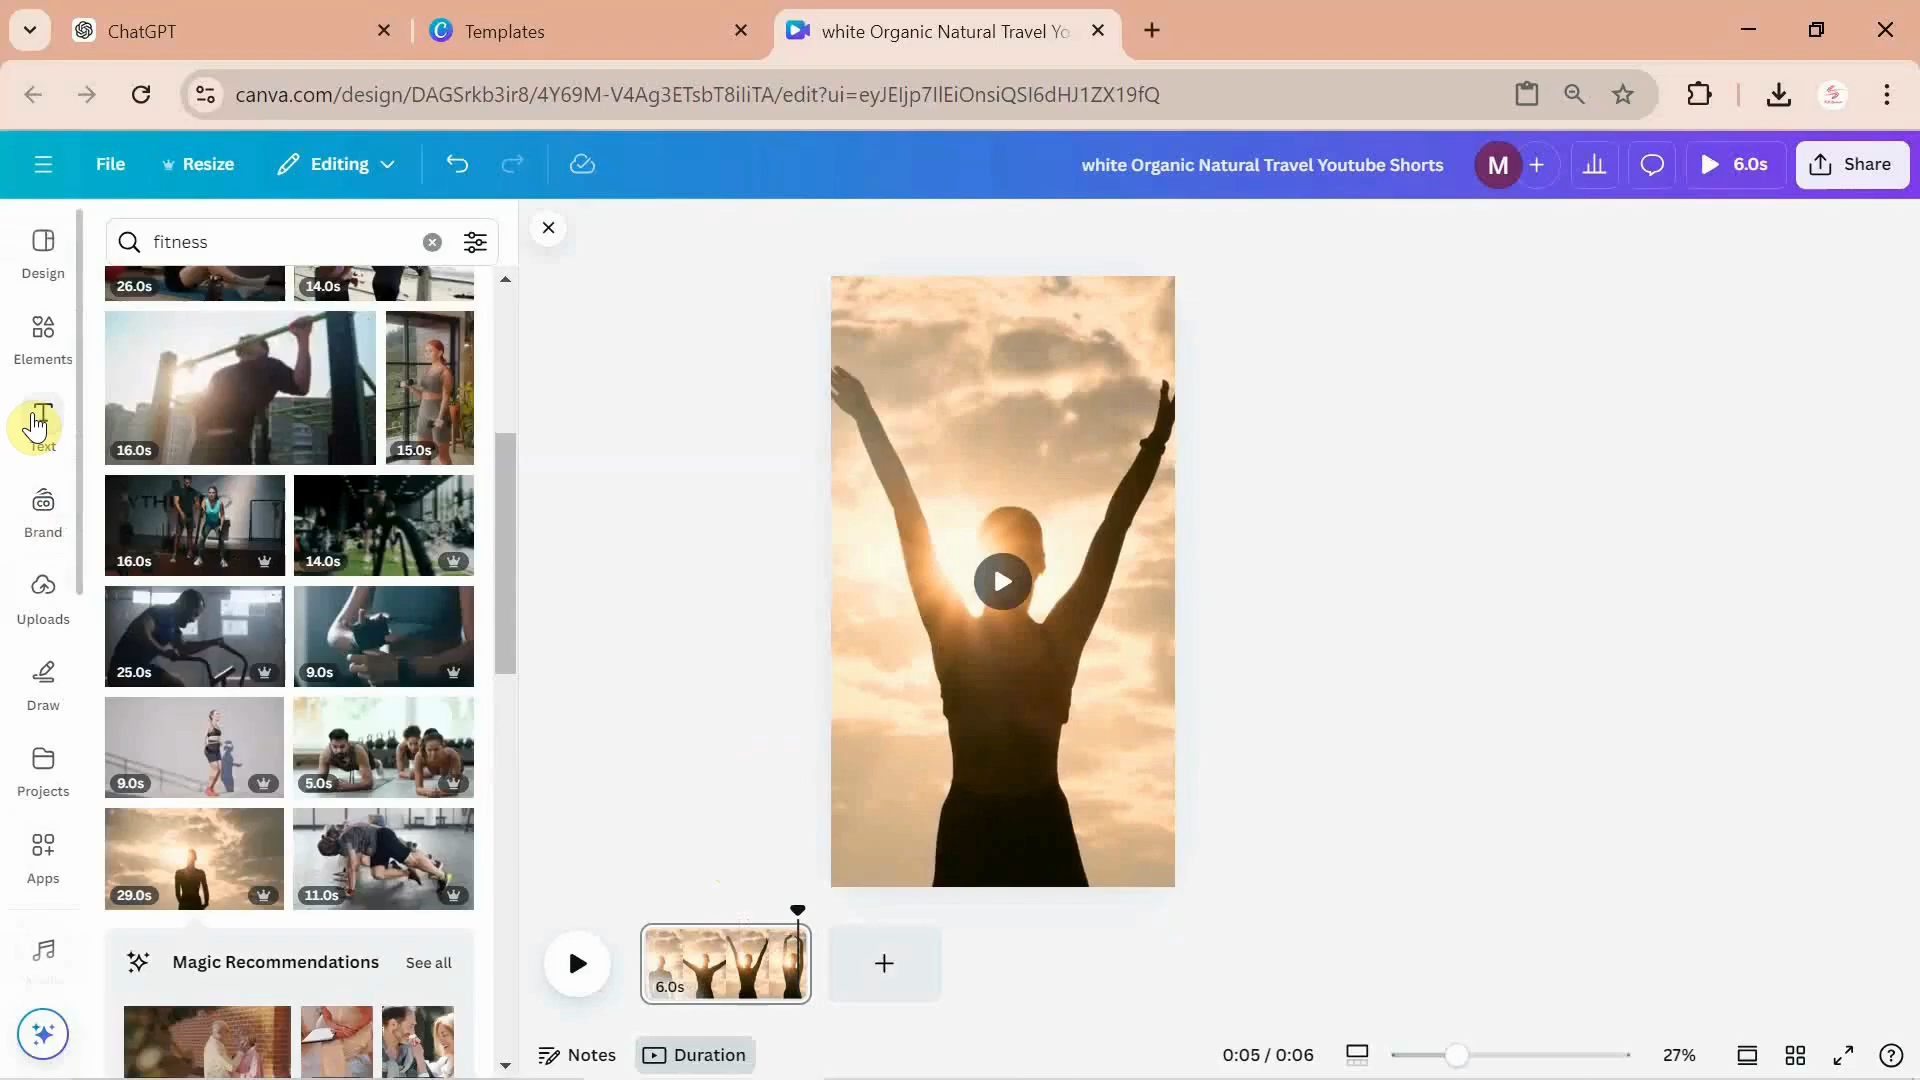 ChatGPT
Templates
white Organic Natural Travel Yo
canva.com/design/DAGSrkb3ir8/4Y69M-V4Ag3ETsbT8iIiTA/edit?ui=eyJEIjp7IlEiOnsiQSI6dHJ1ZX19fQ
File
Resize
Editing
white Organic Natural Travel Youtube Shorts
M
6.0s
Share
Design
Elements
Text
Brand
Uploads
Draw
Projects
Apps
fitness
26.0s
14.0s
16.0s
15.0s
16.0s
14.0s
25.0s
9.0s
9.0s
5.0s
29.0s
11.0s
Magic Recommendations
See all
6.0s
Notes
Duration
0:05 / 0:06
27%